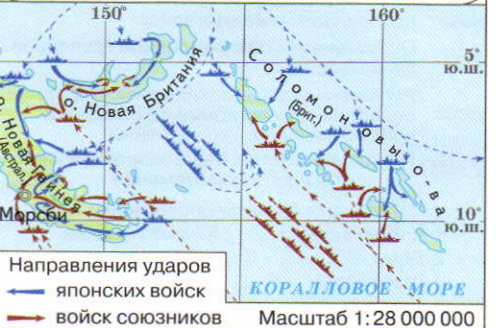 150°
160°
5°
ю.ш.
Соломоновы о-ва
(Брит.)
о. Новая Британия
о. Новая Гвинея
(Австрал.)
Морсби
10°
ю.ш.
Направления ударов
японских войск
войск союзников
КОРАЛЛОВОЕ МОРЕ
Масштаб 1:28 000 000